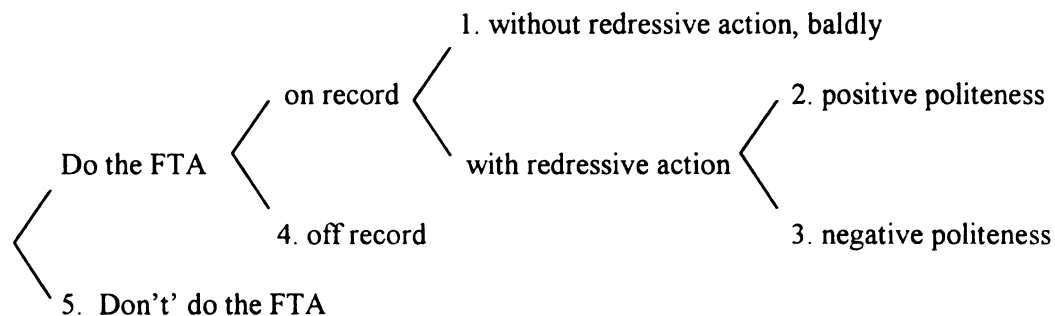 1. without redressive action, baldly
on record
2. positive politeness
Do the FTA
with redressive action
4. off record
3. negative politeness
5. Don't' do the FTA